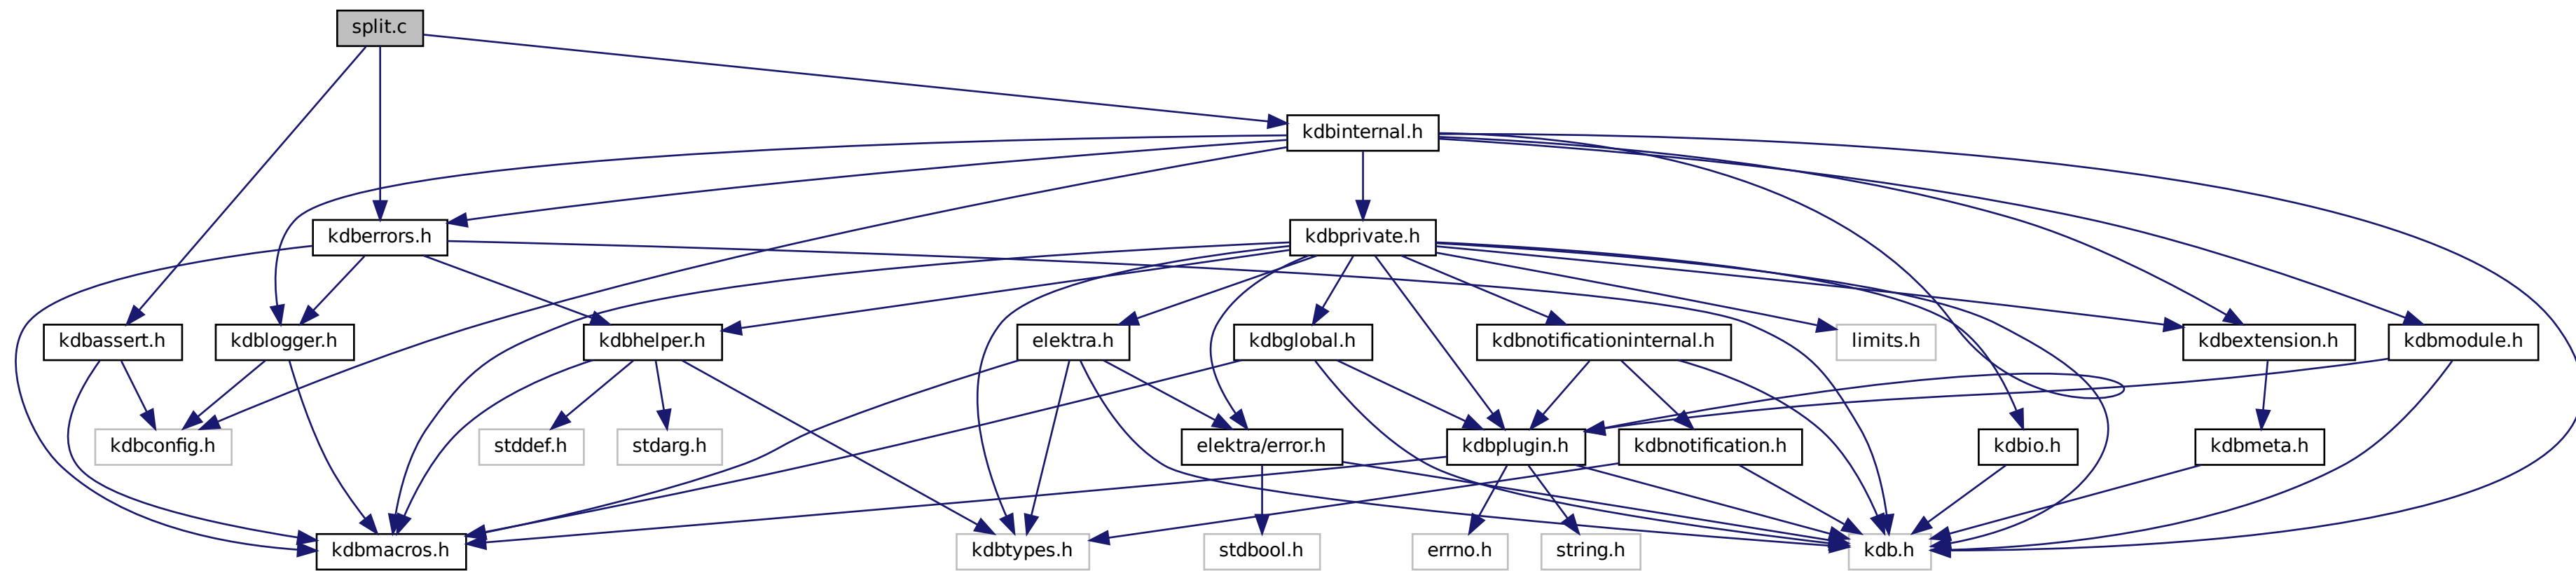 split.c
kdbinternal.h
kdberrors.h
kdbprivate.h
kdbassert.h
kdblogger.h
kdbhelper.h
elektra.h
kdbglobal.h
kdbnotificationinternal.h
limits.h
kdbextension.h
kdbmodule.h
kdbconfig.h
stddef.h
stdarg.h
elektra/error.h
kdbplugin.h
kdbnotification.h
kdbio.h
kdbmeta.h
kdbmacros.h
kdbtypes.h
stdbool.h
errno.h
string.h
kdb.h